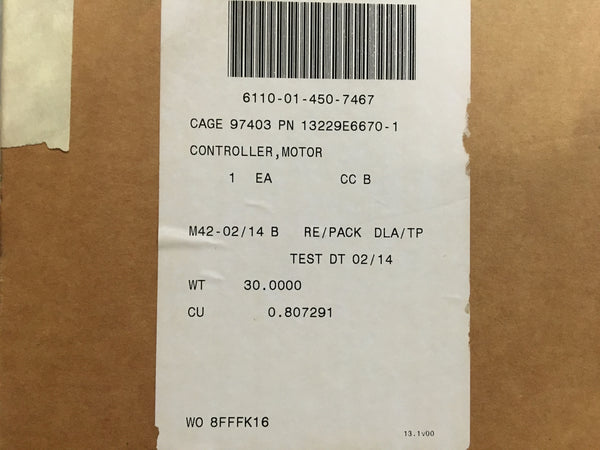 6110-01-450-7467
CAGE 97403 PN 13229E6670-1
CONTROLLER,MOTOR
1 EA CC B
M42-02/14 B RE/PACK DLA/TP
TEST DT 02/14
WT 30.0000
CU 0.807291
WO 8FFFK16
13.1v00